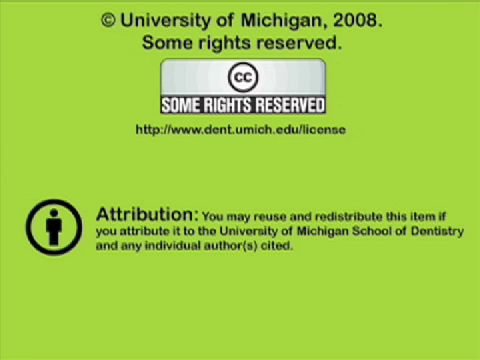 © University of Michigan, 2008.
Some rights reserved.
cc
SOME RIGHTS RESERVED
http://www.dent.umich.edu/license
Attribution: You may reuse and redistribute this item if
you attribute it to the University of Michigan School of Dentistry
and any individual author(s) cited.